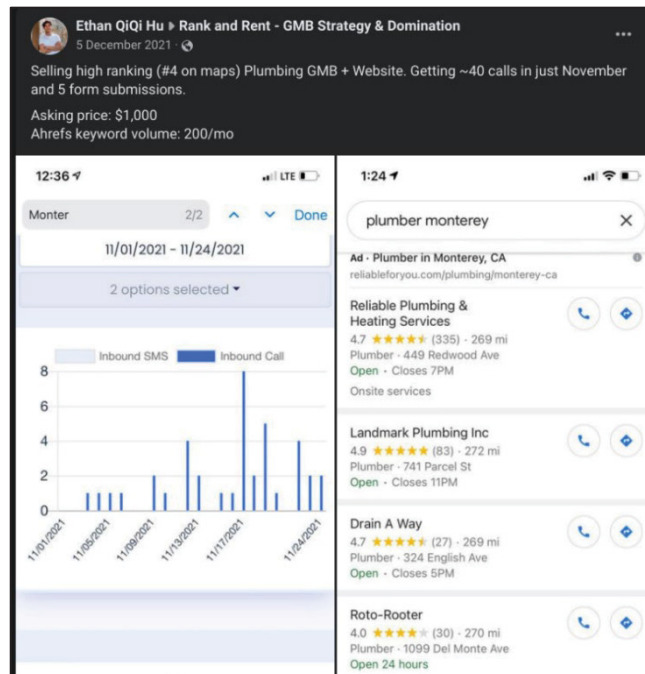 Ethan QiQi Hu ▸ Rank and Rent - GMB Strategy & Domination
5 December 2021 ·
Selling high ranking (#4 on maps) Plumbing GMB + Website. Getting ~40 calls in just November
and 5 form submissions.
Asking price: $1,000
Ahrefs keyword volume: 200/mo
12:36
LTE
Monter
2/2
Done
11/01/2021 - 11/24/2021
2 options selected
Inbound SMS
Inbound Call
8
6
4
2
0
11/01/2021
11/05/2021
11/09/2021
11/13/2021
11/17/2021
11/24/2021
1:24
plumber monterey
Ad · Plumber in Monterey, CA
reliableforyou.com/plumbing/monterey-ca
Reliable Plumbing &
Heating Services
4.7 (335) · 269 mi
Plumber · 449 Redwood Ave
Open · Closes 7PM
Onsite services
Landmark Plumbing Inc
4.9 (83) · 272 mi
Plumber · 741 Parcel St
Open · Closes 11PM
Drain A Way
4.7 (27) · 269 mi
Plumber · 324 English Ave
Open · Closes 5PM
Roto-Rooter
4.0 (30) · 270 mi
Plumber · 1099 Del Monte Ave
Open 24 hours